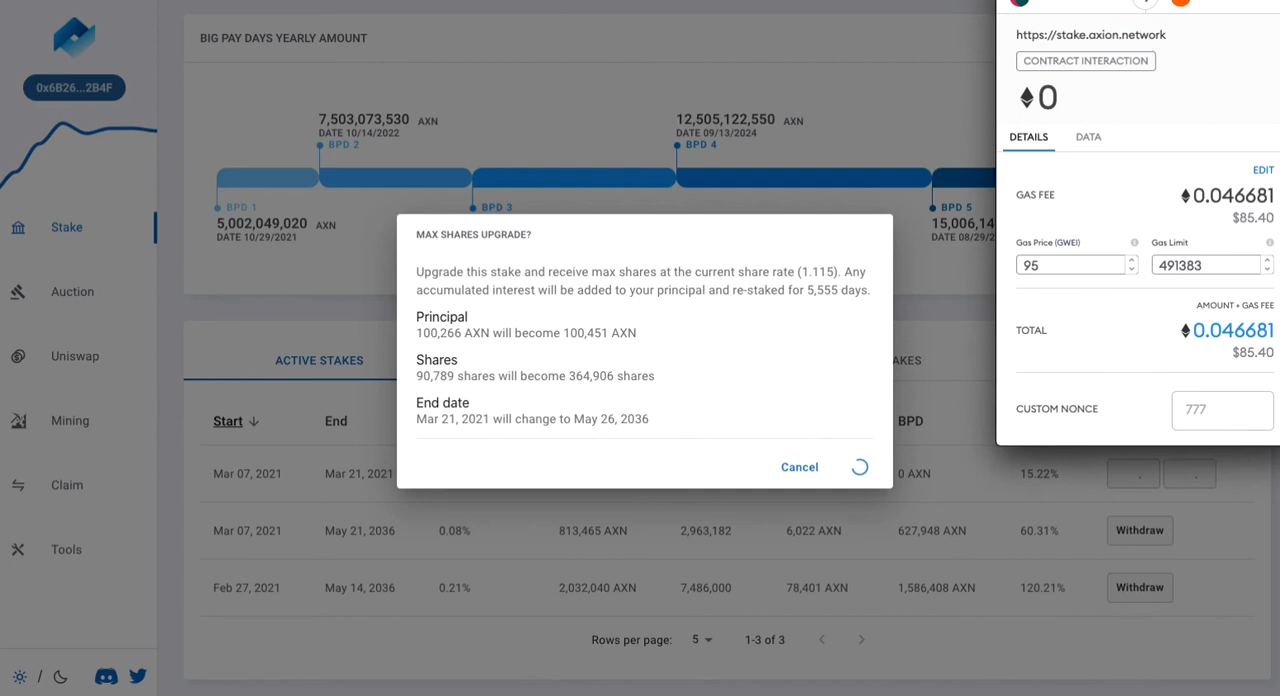 0x6B26...2B4F
Stake
Auction
Uniswap
Mining
Claim
Tools
/
BIG PAY DAYS YEARLY AMOUNT
7,503,073,530 AXN
DATE 10/14/2022
BPD 2
12,505,122,550 AXN
DATE 09/13/2024
BPD 4
BPD 1
5,002,049,020 AXN
DATE 10/29/2021
BPD 3
BPD 5
15,006,14
DATE 08/29/2
MAX SHARES UPGRADE?
Upgrade this stake and receive max shares at the current share rate (1.115). Any
accumulated interest will be added to your principal and re-staked for 5,555 days.
Principal
100,266 AXN will become 100,451 AXN
Shares
90,789 shares will become 364,906 shares
End date
Mar 21, 2021 will change to May 26, 2036
Cancel
ACTIVE STAKES
AKES
Start End BPD
Mar 07, 2021 Mar 21, 2021 0 AXN 15.22%
Mar 07, 2021 May 21, 2036 0.08% 813,465 AXN 2,963,182 6,022 AXN 627,948 AXN 60.31% Withdraw
Feb 27, 2021 May 14, 2036 0.21% 2,032,040 AXN 7,486,000 78,401 AXN 1,586,408 AXN 120.21% Withdraw
Rows per page: 5 1-3 of 3
https://stake.axion.network
CONTRACT INTERACTION
0
DETAILS DATA
EDIT
GAS FEE 0.046681
$85.40
Gas Price (GWEI) Gas Limit
95 491383
AMOUNT + GAS FEE
TOTAL 0.046681
$85.40
CUSTOM NONCE 777